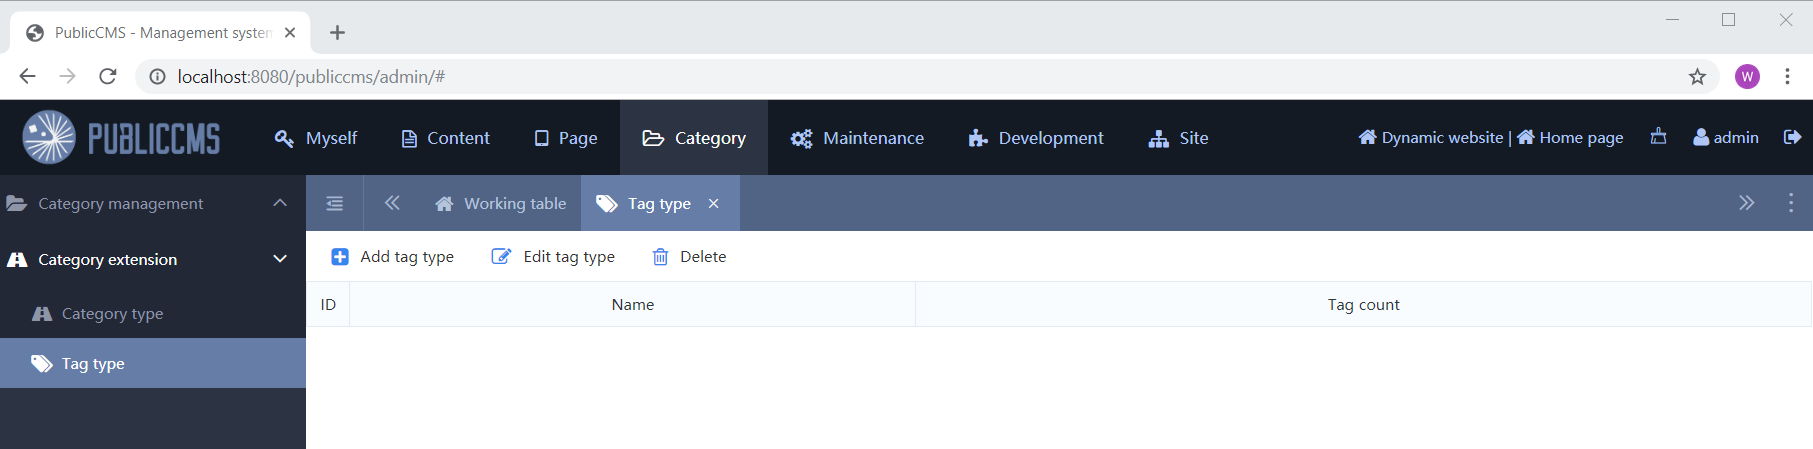 PublicCMS - Management system
localhost:8080/publiccms/admin/#
W
PUBLICCMS Myself Content Page Category Maintenance Development Site Dynamic website | Home page admin
Category management Working table Tag type
Category extension Add tag type Edit tag type Delete
ID Name Tag count
Category type
Tag type